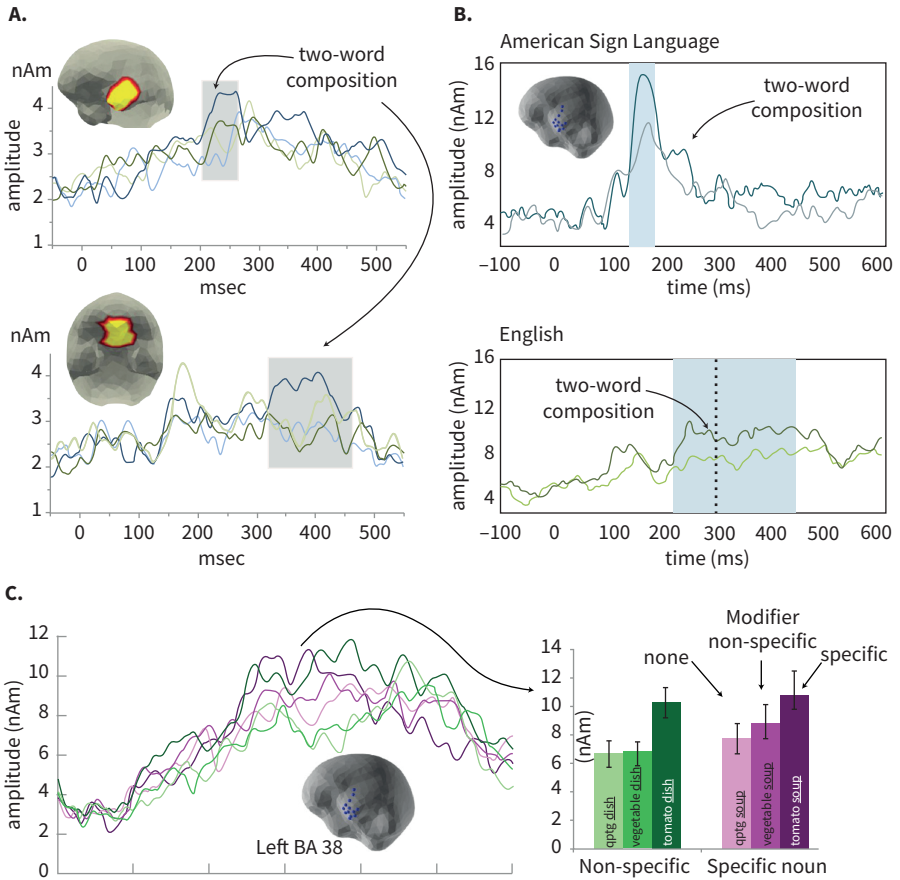 A.
nAm
two-word
composition
amplitude
4
3
2
1
0 100 200 300 400 500
msec
nAm
amplitude
4
3
2
1
0 100 200 300 400 500
msec
B.
American Sign Language
amplitude (nAm)
16
12
8
4
two-word
composition
−100 0 100 200 300 400 500 600
time (ms)
English
amplitude (nAm)
16
12
8
4
two-word
composition
−100 0 100 200 300 400 500 600
time (ms)
C.
amplitude (nAm)
12
10
8
6
4
2
0
Left BA 38
Modifier
none
non-specific
specific
(nAm)
14
12
10
8
6
4
2
0
qptg dish
vegetable dish
tomato dish
qptg soup
vegetable soup
tomato soup
Non-specific
Specific noun